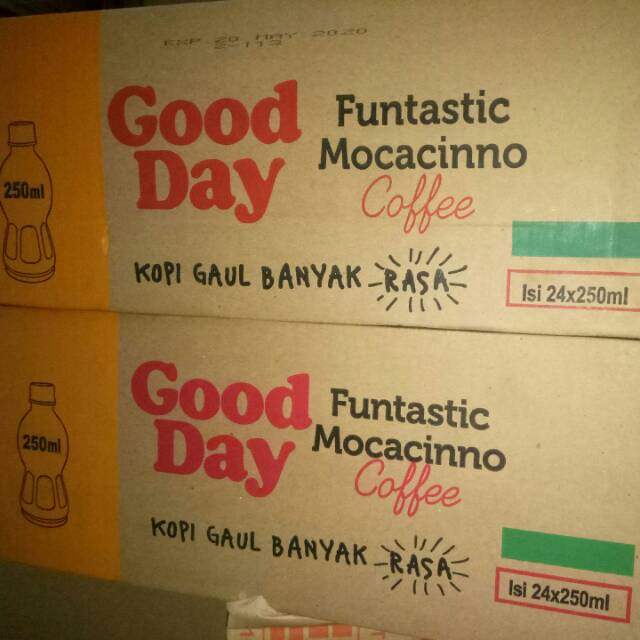 EXP 20 MAY 2020
250ml
Good
Day
Funtastic
Mocacinno
Coffee
KOPI GAUL BANYAK RASA
Isi 24x250ml
250ml
Good
Day
Funtastic
Mocacinno
Coffee
KOPI GAUL BANYAK RASA
Isi 24x250ml